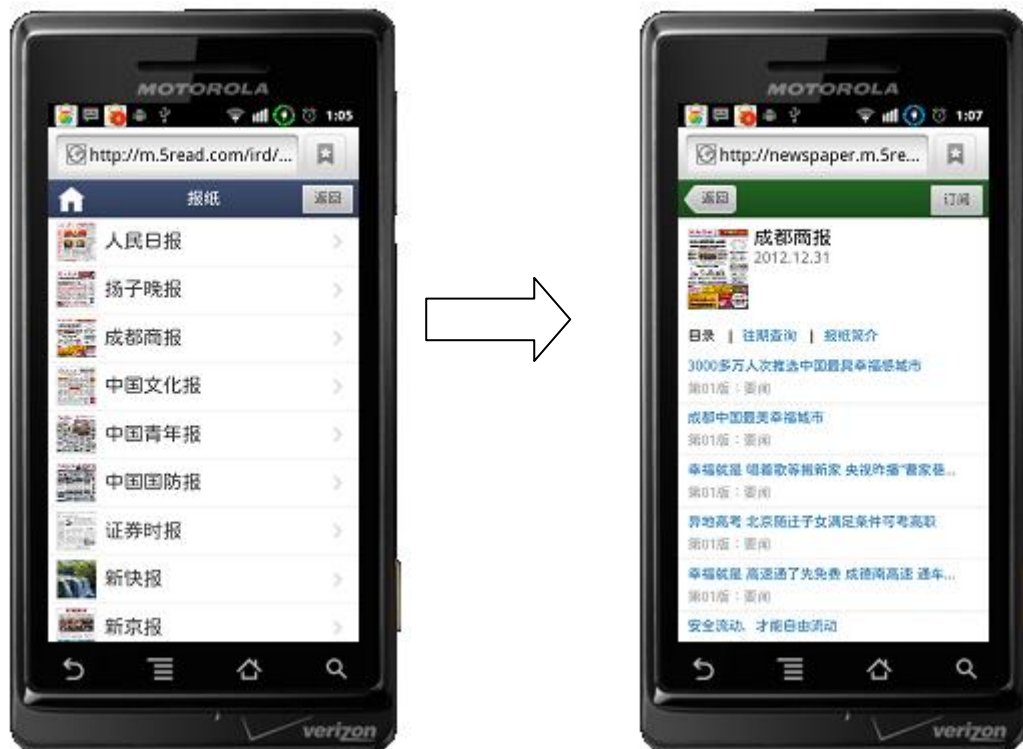 MOTOROLA
1:05
http://m.5read.com/ird/...
报纸
返回
人民日报
扬子晚报
成都商报
中国文化报
中国青年报
中国国防报
证券时报
新快报
新京报
verizon
MOTOROLA
1:07
http://newspaper.m.5re...
返回
订阅
成都商报
2012.12.31
目录 | 往期查询 | 报纸简介
3000多万人次推选中国最具幸福感城市
第01版：要闻
成都中国最美幸福城市
第01版：要闻
幸福就是 唱着歌等搬新家 央视昨播"曹家巷...
第01版：要闻
异地高考 北京随迁子女满足条件可考高职
第01版：要闻
幸福就是 高速通了先免费 成德南高速 通车...
第01版：要闻
安全流动、才能自由流动
verizon